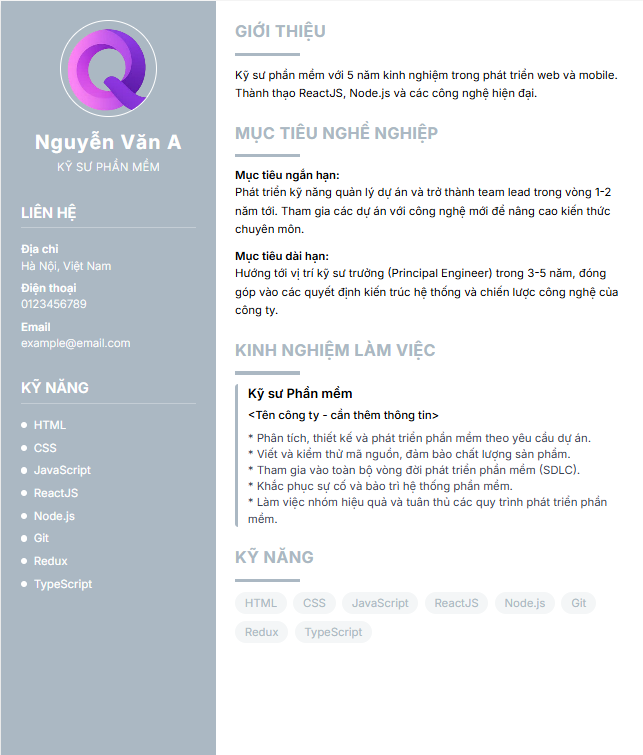 Nguyễn Văn A
KỸ SƯ PHẦN MỀM
LIÊN HỆ
Địa chỉ
Hà Nội, Việt Nam
Điện thoại
0123456789
Email
example@email.com
KỸ NĂNG
HTML
CSS
JavaScript
ReactJS
Node.js
Git
Redux
TypeScript
GIỚI THIỆU
Kỹ sư phần mềm với 5 năm kinh nghiệm trong phát triển web và mobile.
Thành thạo ReactJS, Node.js và các công nghệ hiện đại.
MỤC TIÊU NGHỀ NGHIỆP
Mục tiêu ngắn hạn:
Phát triển kỹ năng quản lý dự án và trở thành team lead trong vòng 1-2
năm tới. Tham gia các dự án với công nghệ mới để nâng cao kiến thức
chuyên môn.
Mục tiêu dài hạn:
Hướng tới vị trí kỹ sư trưởng (Principal Engineer) trong 3-5 năm, đóng
góp vào các quyết định kiến trúc hệ thống và chiến lược công nghệ của
công ty.
KINH NGHIỆM LÀM VIỆC
Kỹ sư Phần mềm
<Tên công ty - cần thêm thông tin>
* Phân tích, thiết kế và phát triển phần mềm theo yêu cầu dự án.
* Viết và kiểm thử mã nguồn, đảm bảo chất lượng sản phẩm.
* Tham gia vào toàn bộ vòng đời phát triển phần mềm (SDLC).
* Khắc phục sự cố và bảo trì hệ thống phần mềm.
* Làm việc nhóm hiệu quả và tuân thủ các quy trình phát triển phần
mềm.
KỸ NĂNG
HTML CSS JavaScript ReactJS Node.js Git
Redux TypeScript